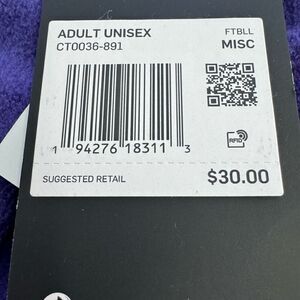 ADULT UNISEX
CT0036-891
FTBLL
MISC
1 94276 18311 3
RFID
SUGGESTED RETAIL
$30.00